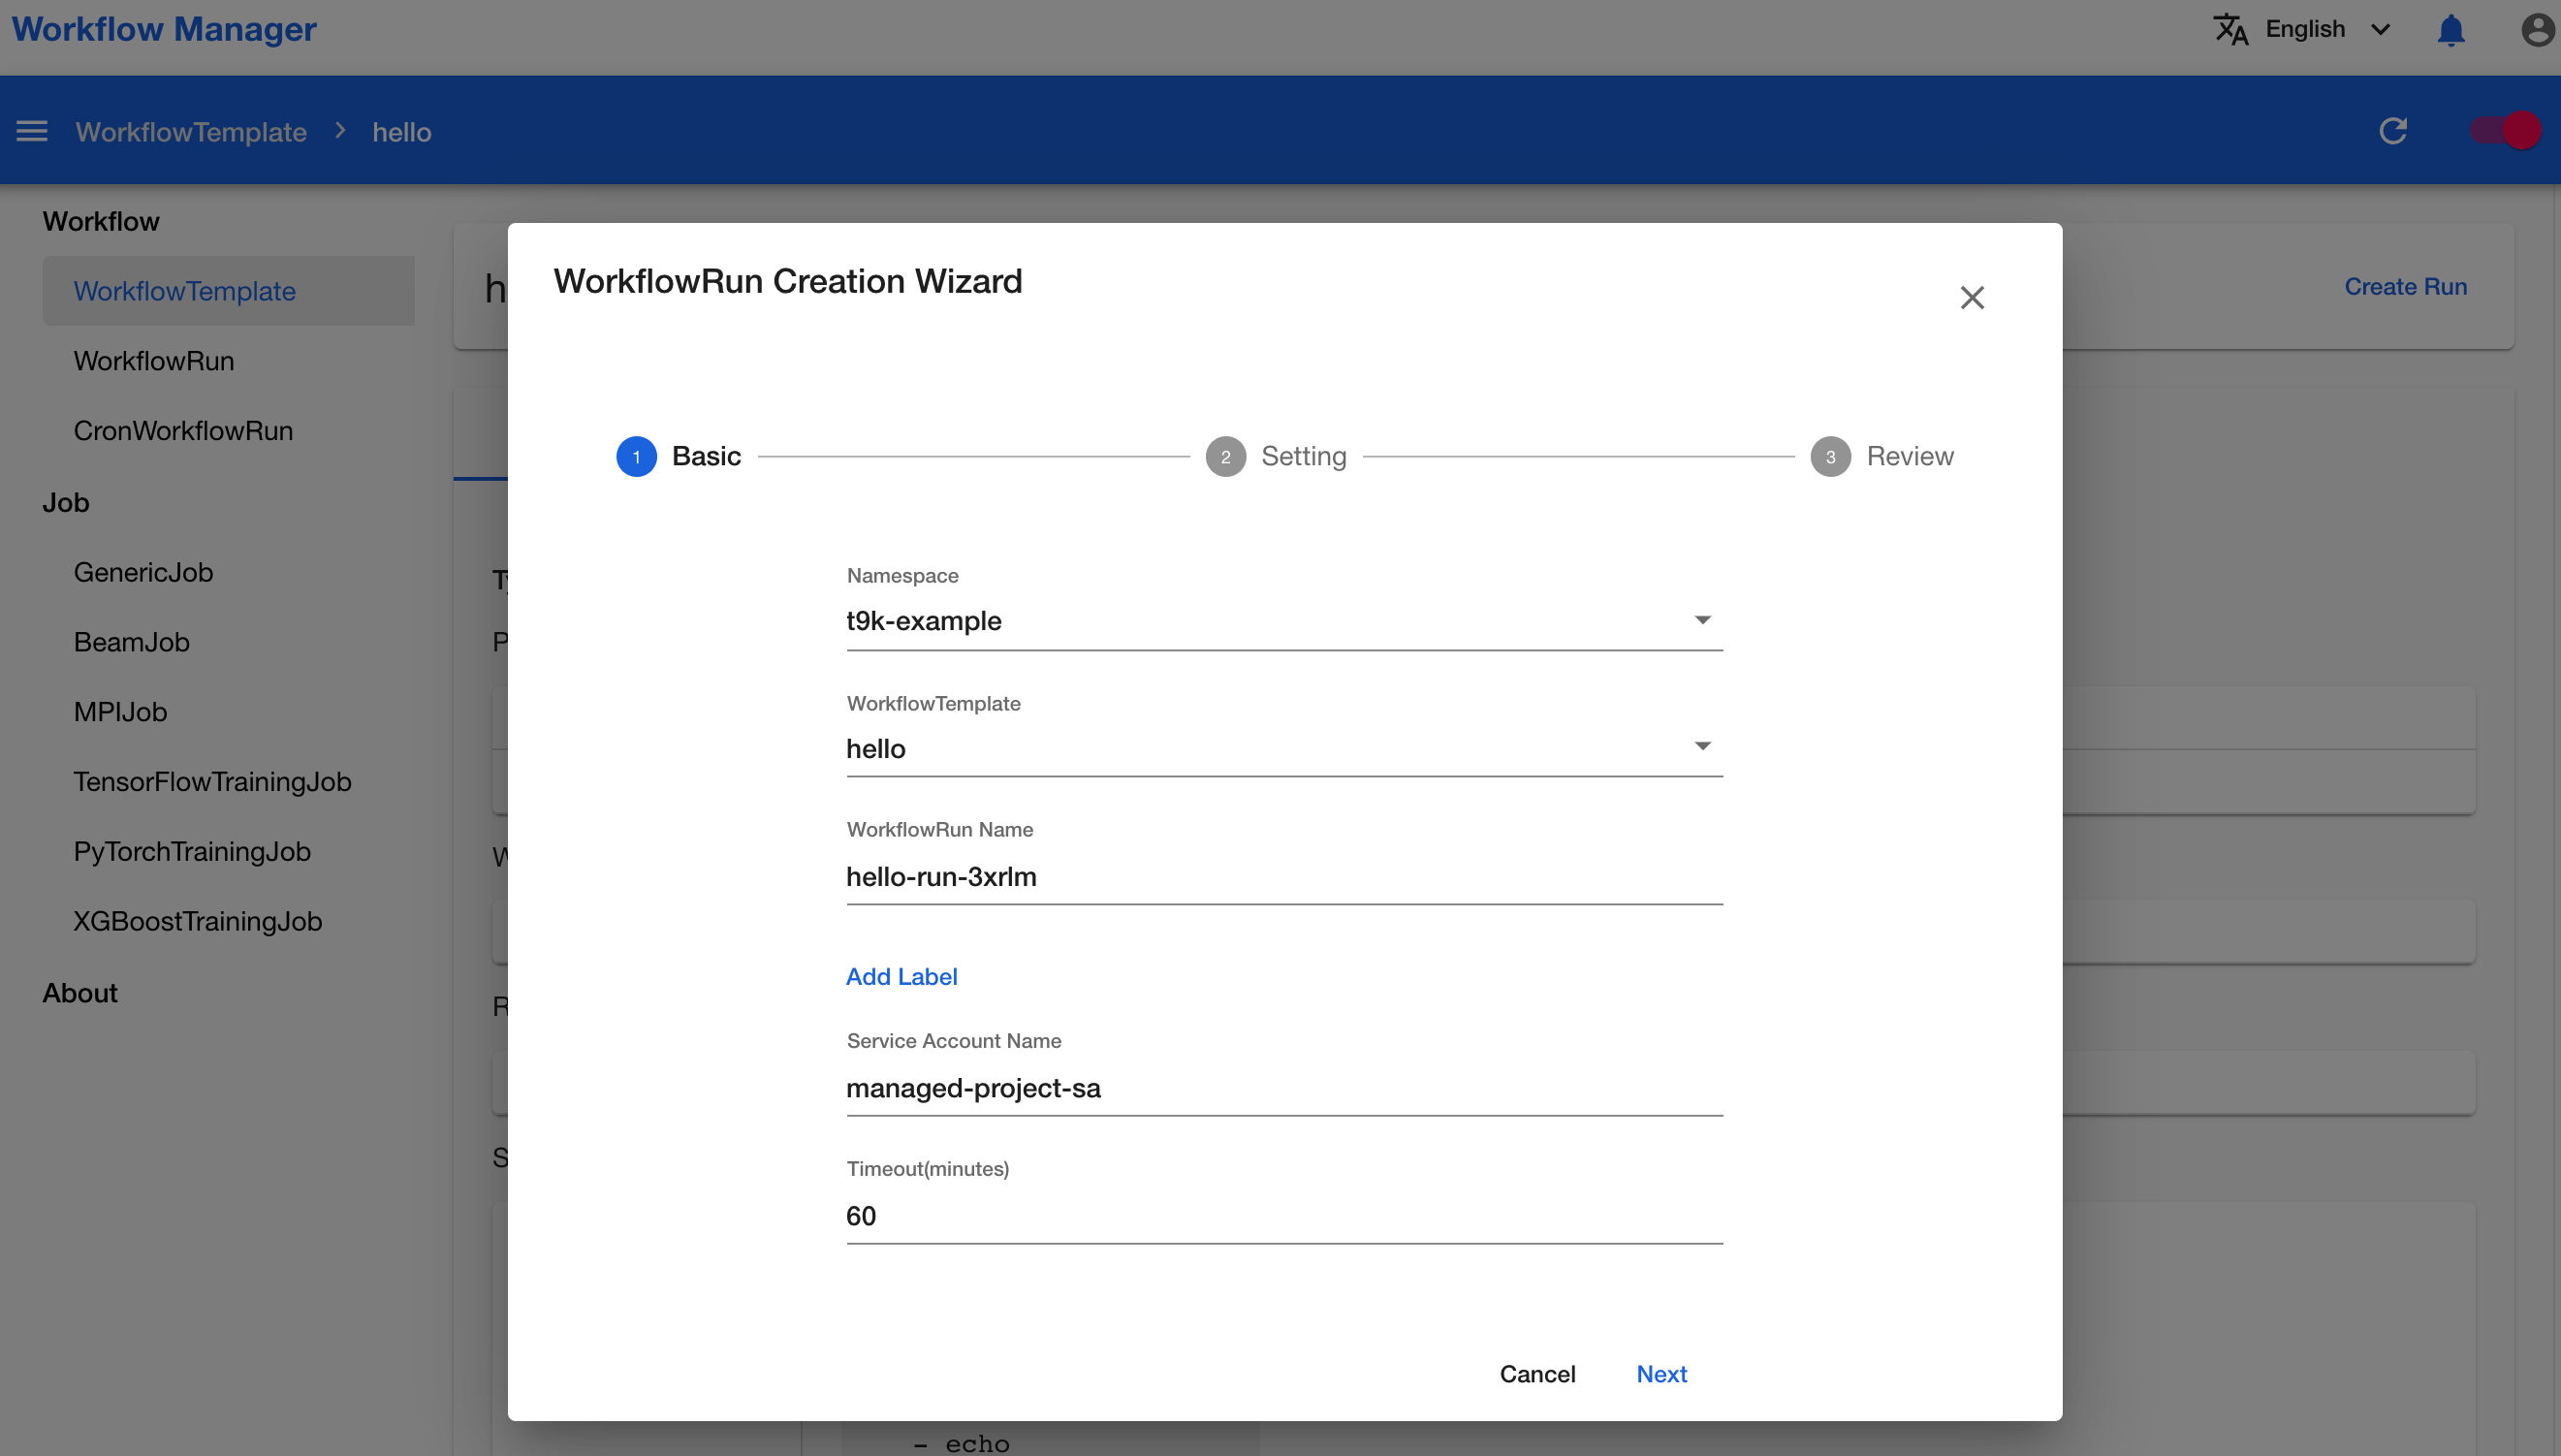 Workflow Manager
English
WorkflowTemplate > hello
Workflow
WorkflowTemplate
WorkflowRun
CronWorkflowRun
Job
GenericJob
BeamJob
MPIJob
TensorFlowTrainingJob
PyTorchTrainingJob
XGBoostTrainingJob
About
Create Run
WorkflowRun Creation Wizard
1 Basic
2 Setting
3 Review
Namespace
t9k-example
WorkflowTemplate
hello
WorkflowRun Name
hello-run-3xrlm
Add Label
Service Account Name
managed-project-sa
Timeout(minutes)
60
Cancel Next
- echo